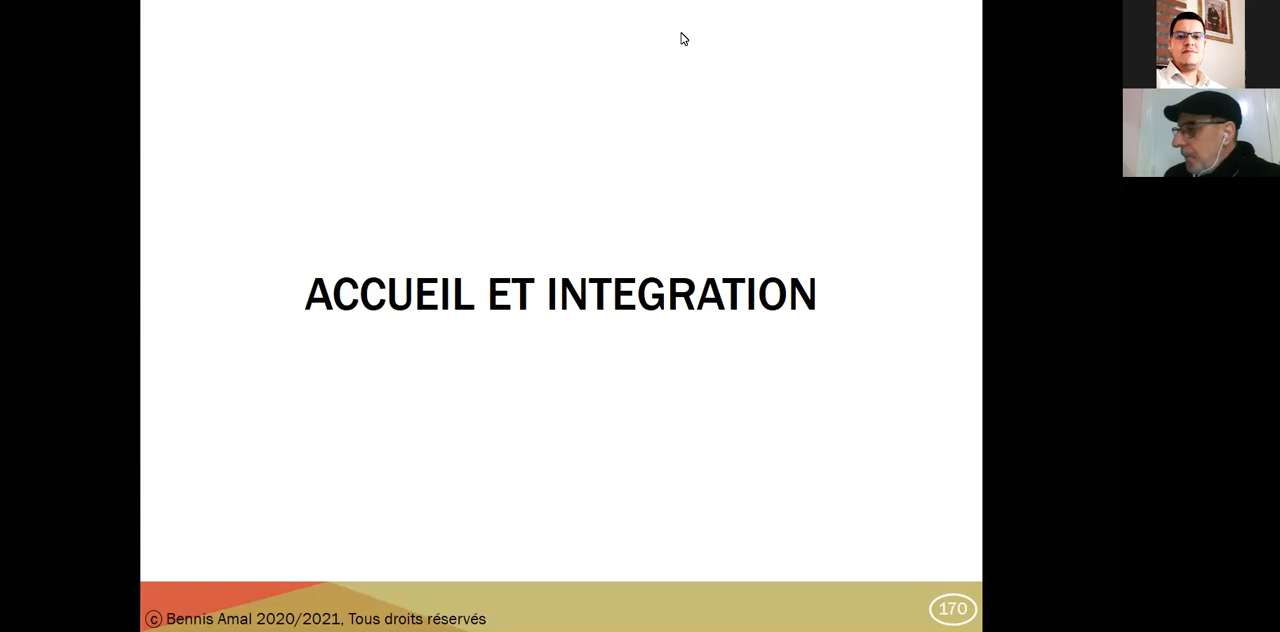 ACCUEIL ET INTEGRATION
© Bennis Amal 2020/2021, Tous droits réservés
170